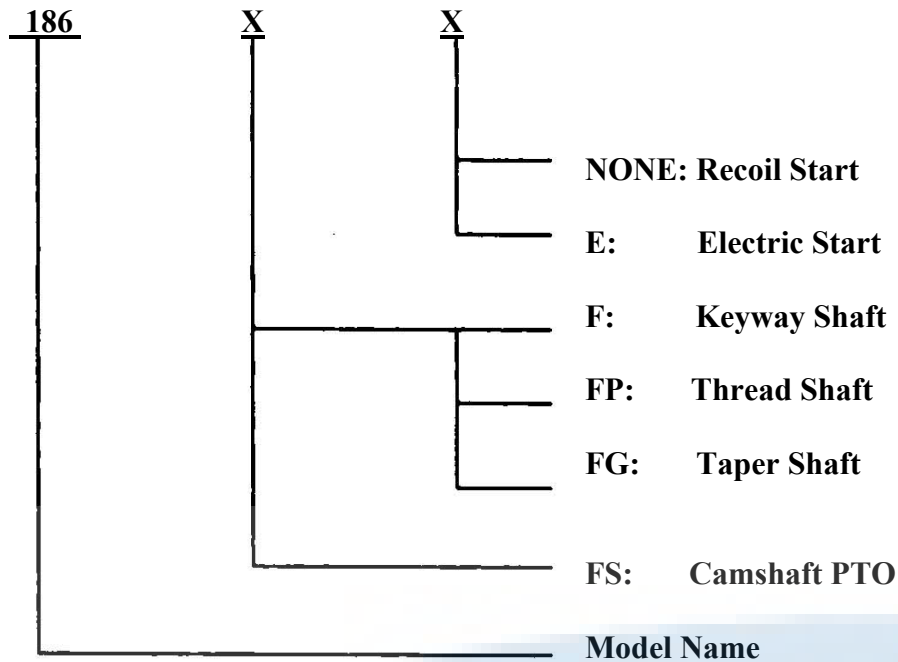 186 X X
NONE: Recoil Start
E: Electric Start
F: Keyway Shaft
FP: Thread Shaft
FG: Taper Shaft
FS: Camshaft PTO
Model Name